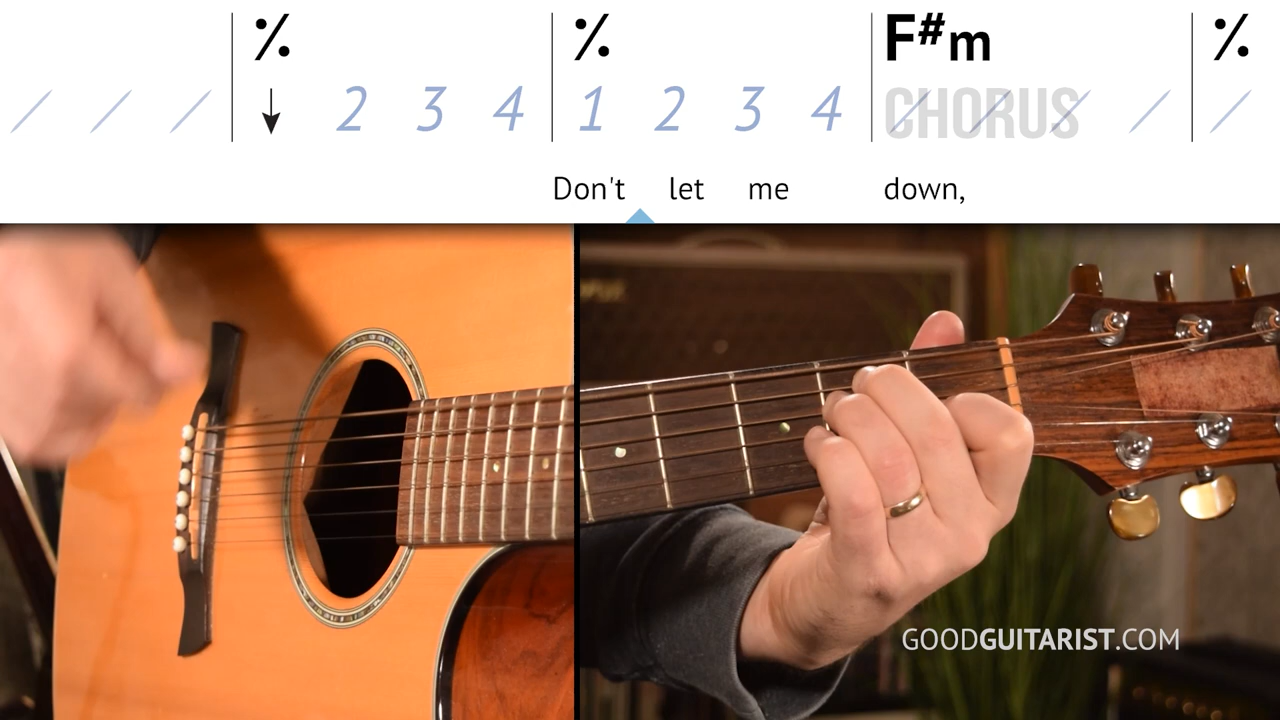 ٪ ٪ F#m ٪
2 3 4 1 2 3 4 CHORUS
Don't let me down,
GOODGUITARIST.COM